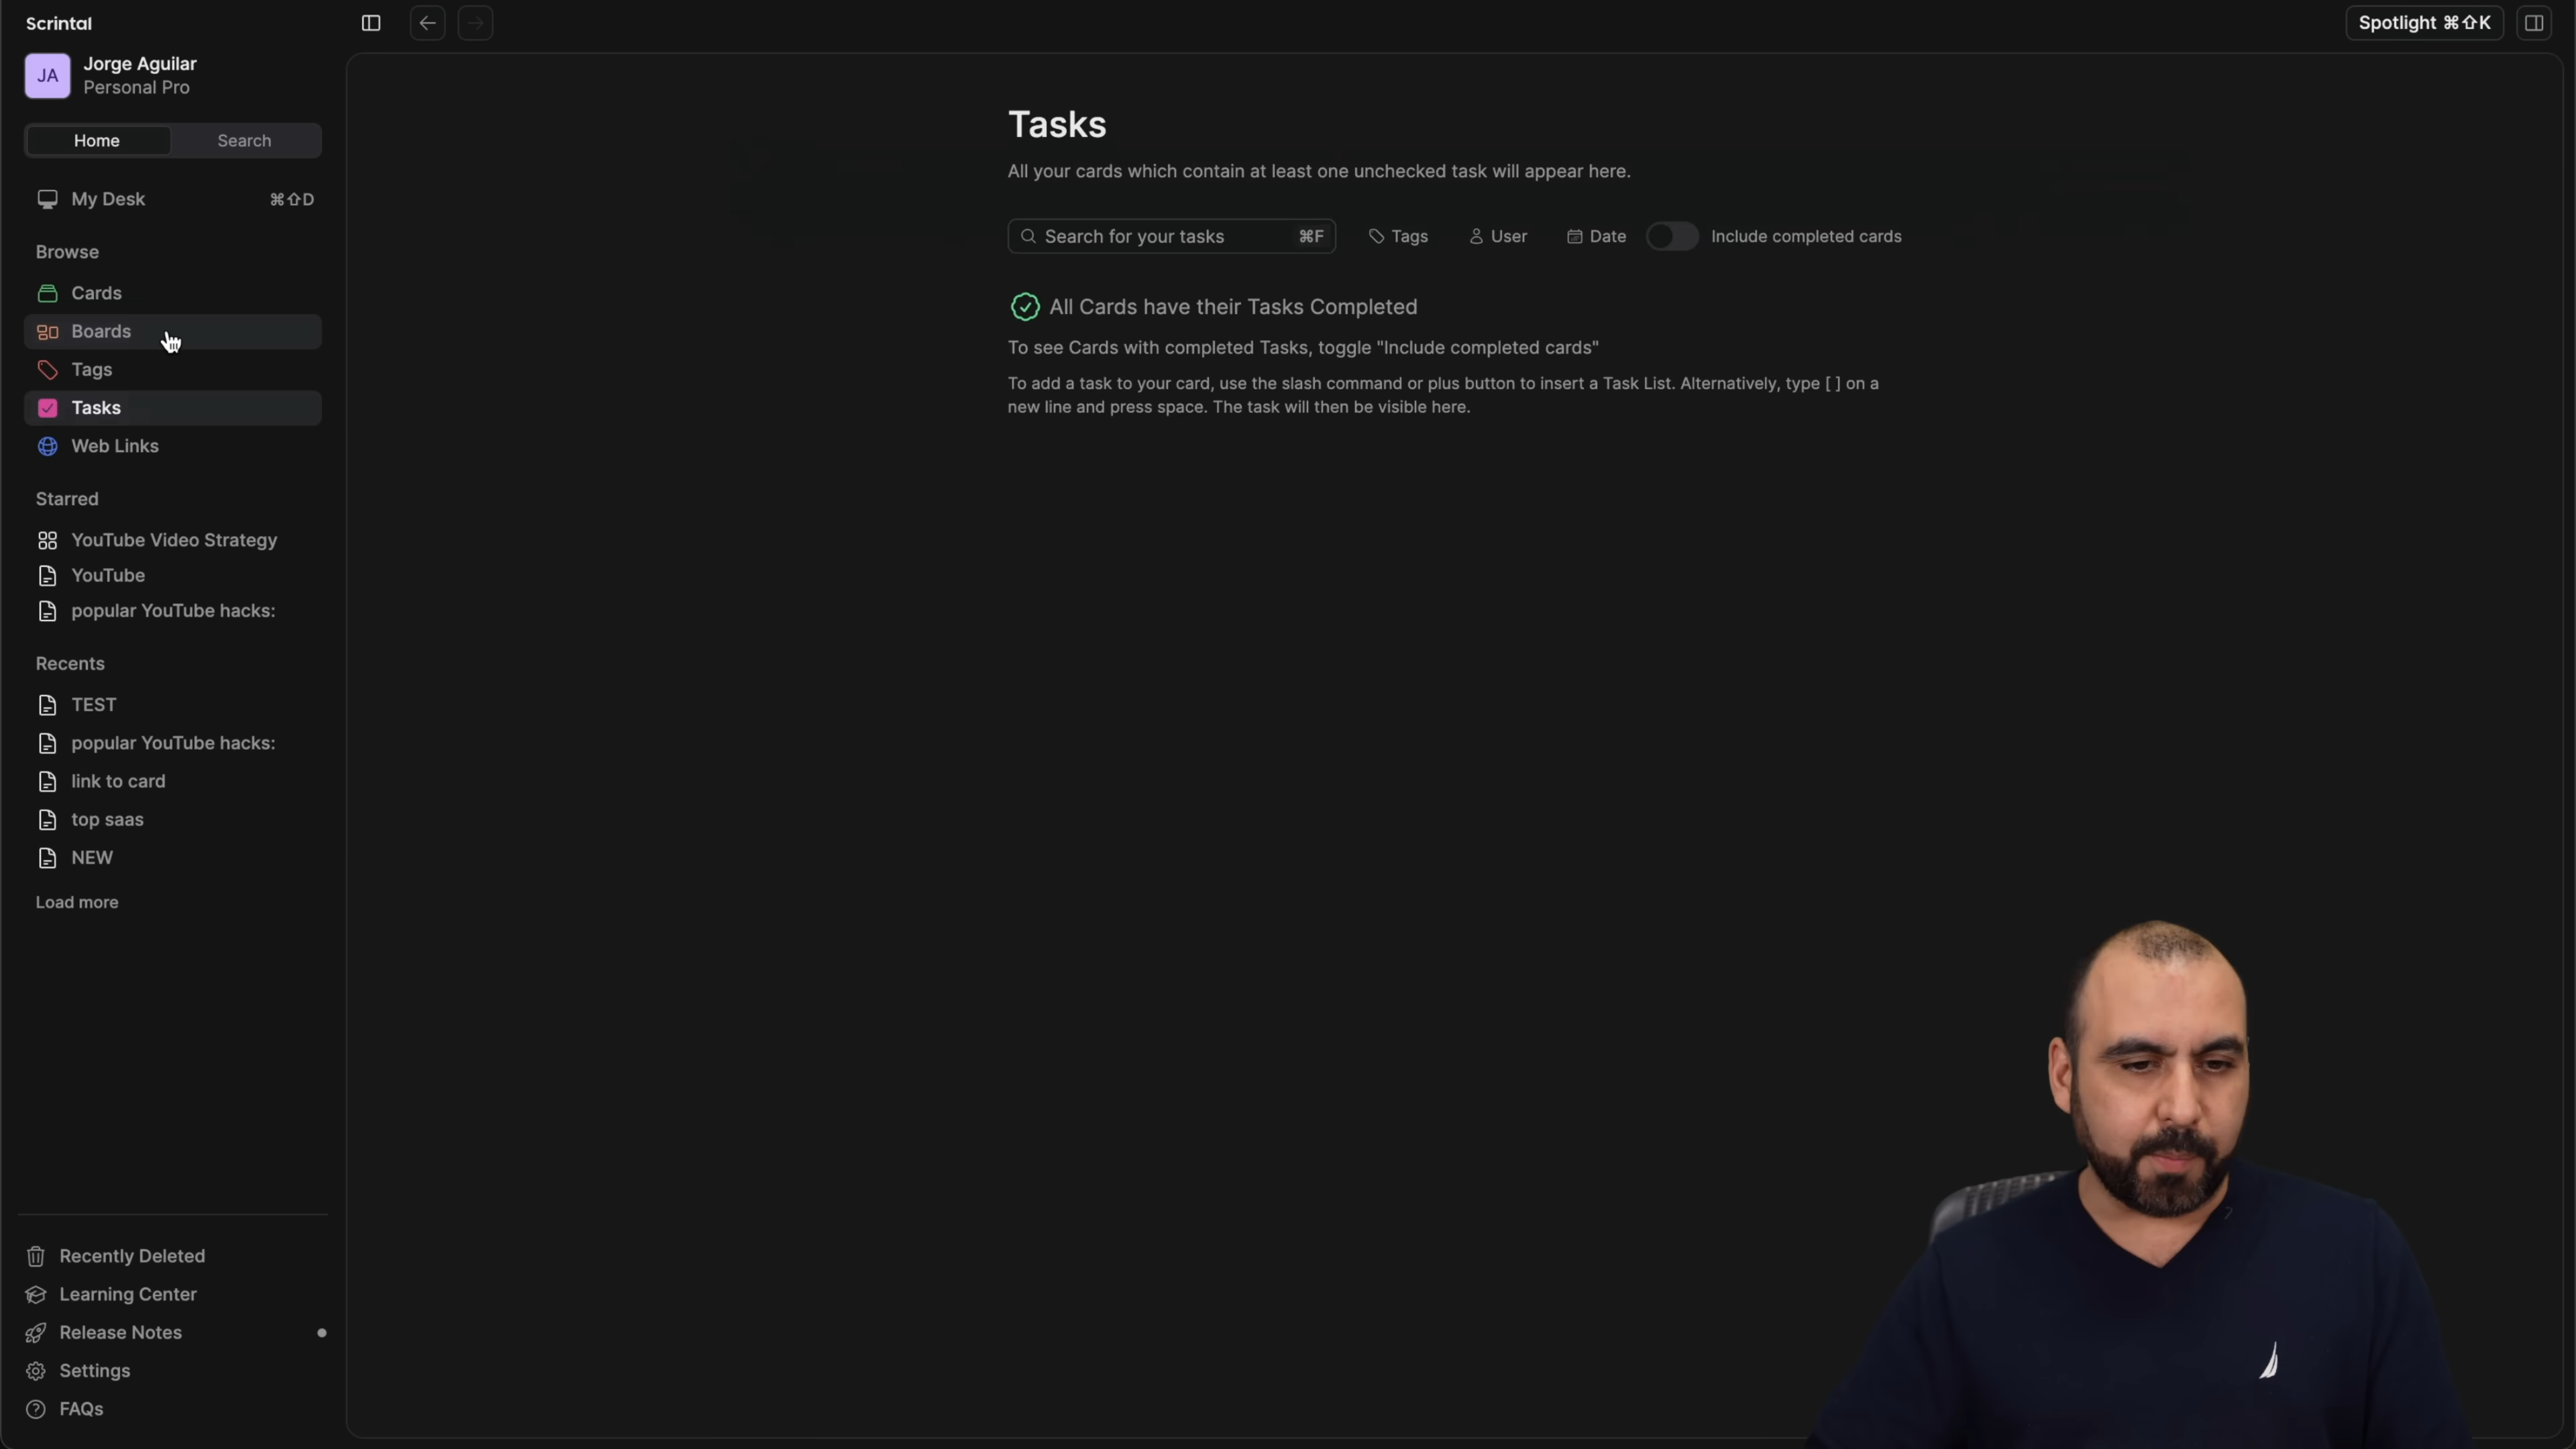 Scrintal
Spotlight ⌘⇧K
JA
Jorge Aguilar
Personal Pro
Home
Search
My Desk ⌘⇧D
Browse
Cards
Boards
Tags
Tasks
Web Links
Starred
YouTube Video Strategy
YouTube
popular YouTube hacks:
Recents
TEST
popular YouTube hacks:
link to card
top saas
NEW
Load more
Recently Deleted
Learning Center
Release Notes
Settings
FAQs
Tasks
All your cards which contain at least one unchecked task will appear here.
Search for your tasks ⌘F Tags User Date Include completed cards
All Cards have their Tasks Completed
To see Cards with completed Tasks, toggle "Include completed cards"
To add a task to your card, use the slash command or plus button to insert a Task List. Alternatively, type [ ] on a
new line and press space. The task will then be visible here.